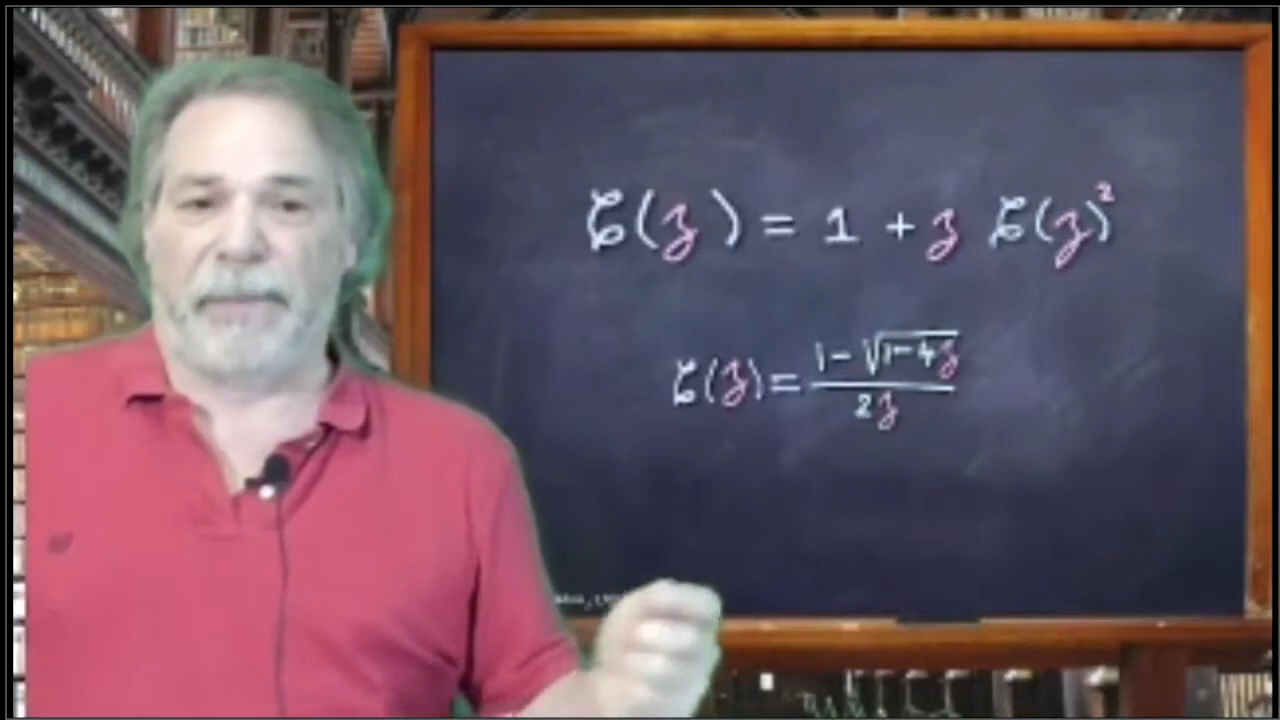 C(z) = 1 + z C(z)²
C(z) = (1 - √(1-4z)) / 2z